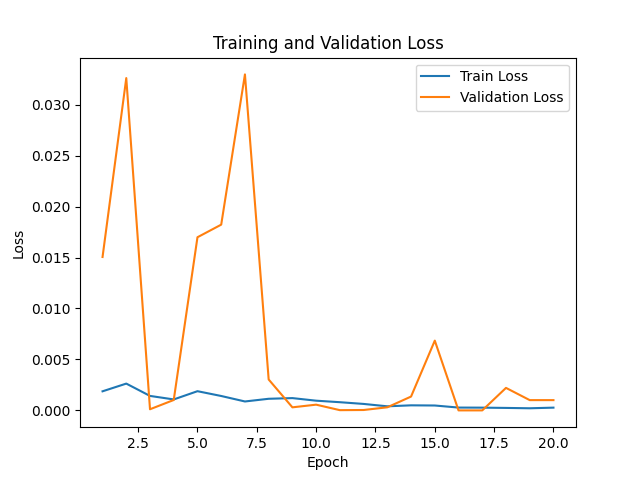 Training and Validation Loss
Train Loss
Validation Loss
0.030
0.025
0.020
0.015
0.010
0.005
0.000
Loss
2.5 5.0 7.5 10.0 12.5 15.0 17.5 20.0
Epoch